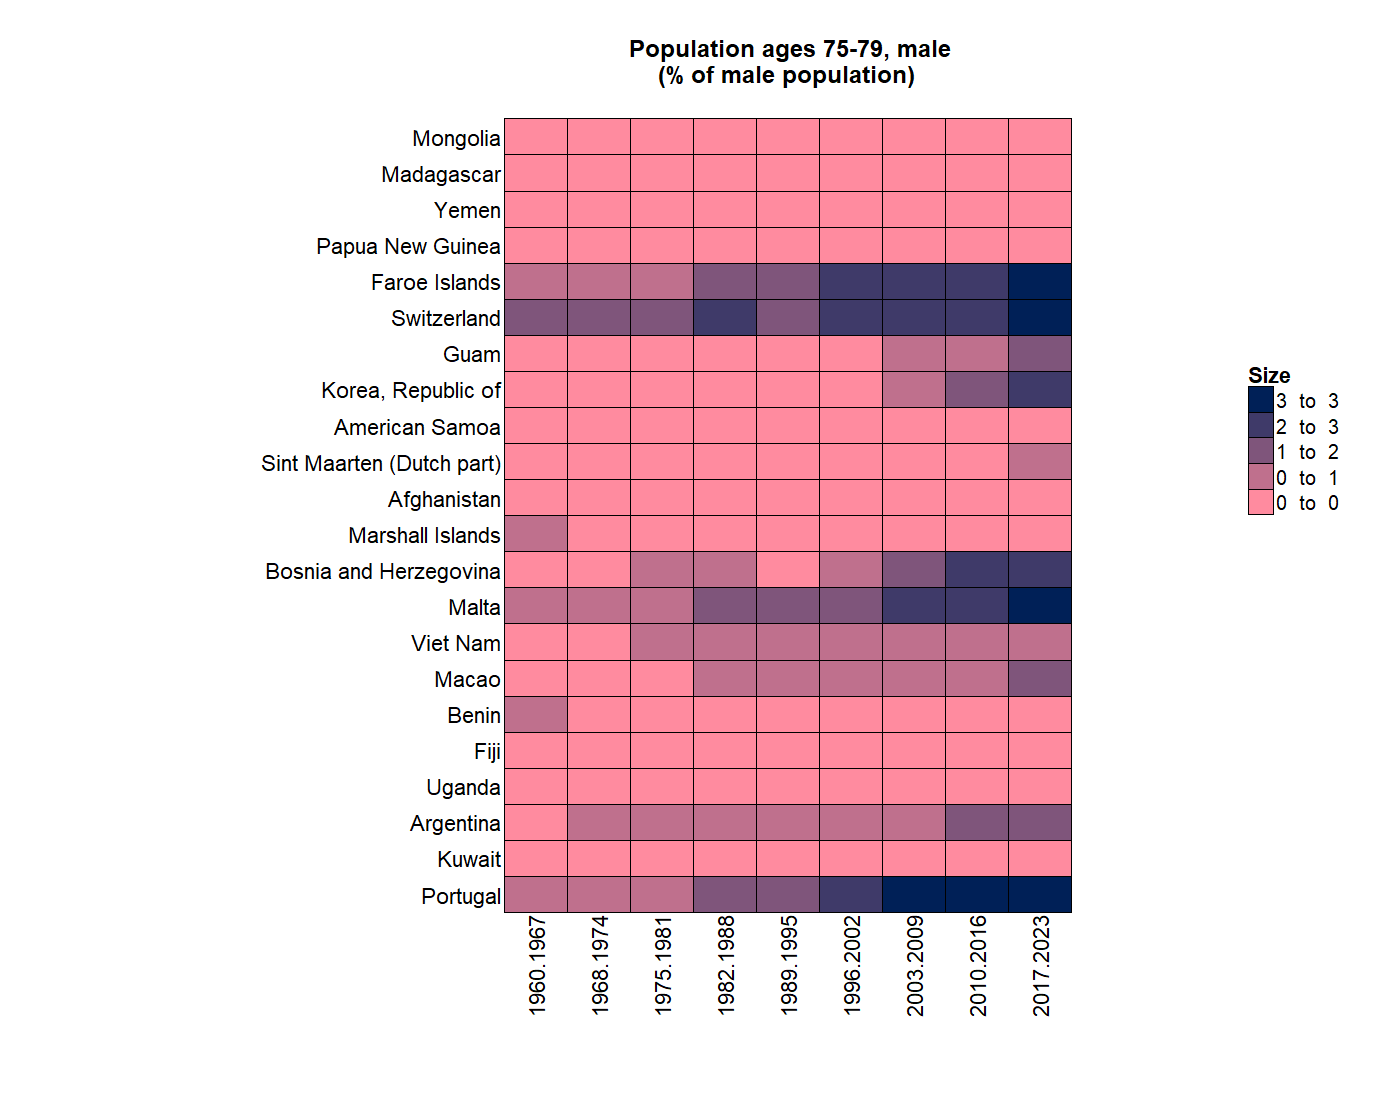 Population ages 75-79, male
(% of male population)
Mongolia
Madagascar
Yemen
Papua New Guinea
Faroe Islands
Switzerland
Guam
Korea, Republic of
American Samoa
Sint Maarten (Dutch part)
Afghanistan
Marshall Islands
Bosnia and Herzegovina
Malta
Viet Nam
Macao
Benin
Fiji
Uganda
Argentina
Kuwait
Portugal
1960.1967
1968.1974
1975.1981
1982.1988
1989.1995
1996.2002
2003.2009
2010.2016
2017.2023
Size
3 to 3
2 to 3
1 to 2
0 to 1
0 to 0